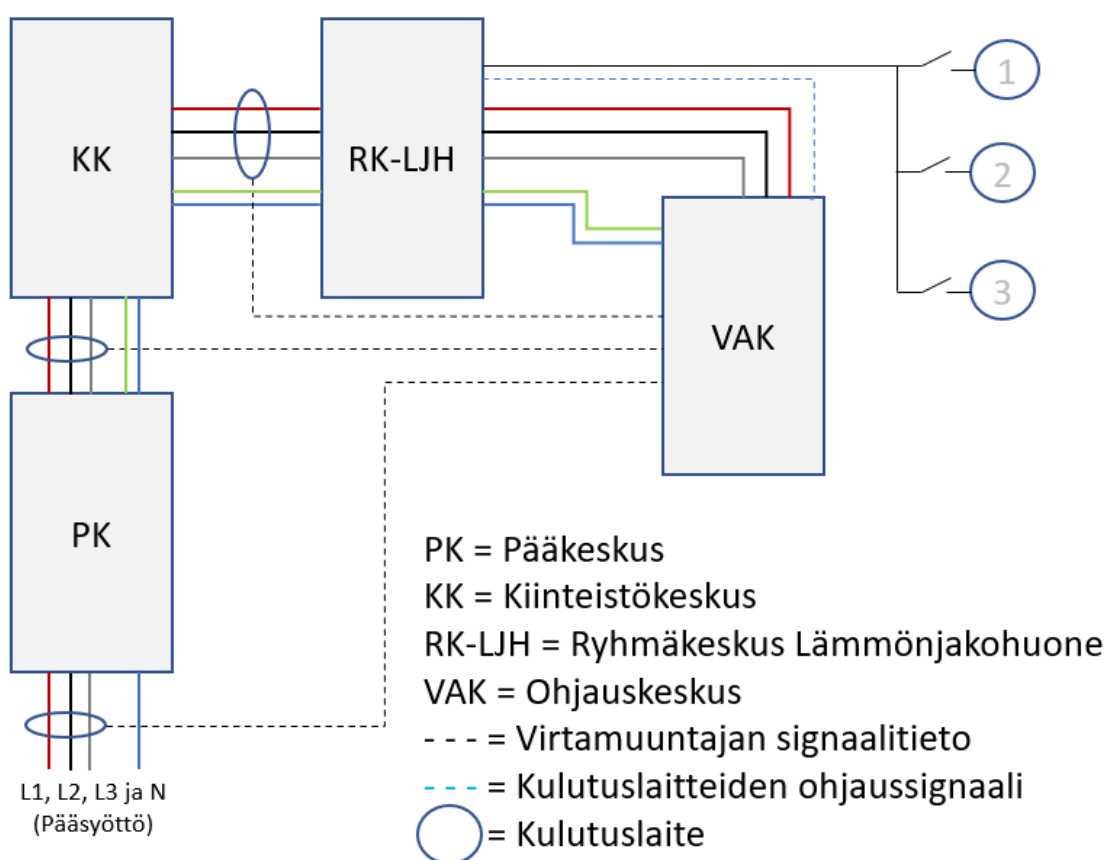 KK
RK-LJH
1
2
3
VAK
PK
PK = Pääkeskus
KK = Kiinteistökeskus
RK-LJH = Ryhmäkeskus Lämmönjakohuone
VAK = Ohjauskeskus
- - - = Virtamuuntajan signaalitieto
- - - = Kulutuslaitteiden ohjaussignaali
= Kulutuslaite
L1, L2, L3 ja N
(Pääsyöttö)